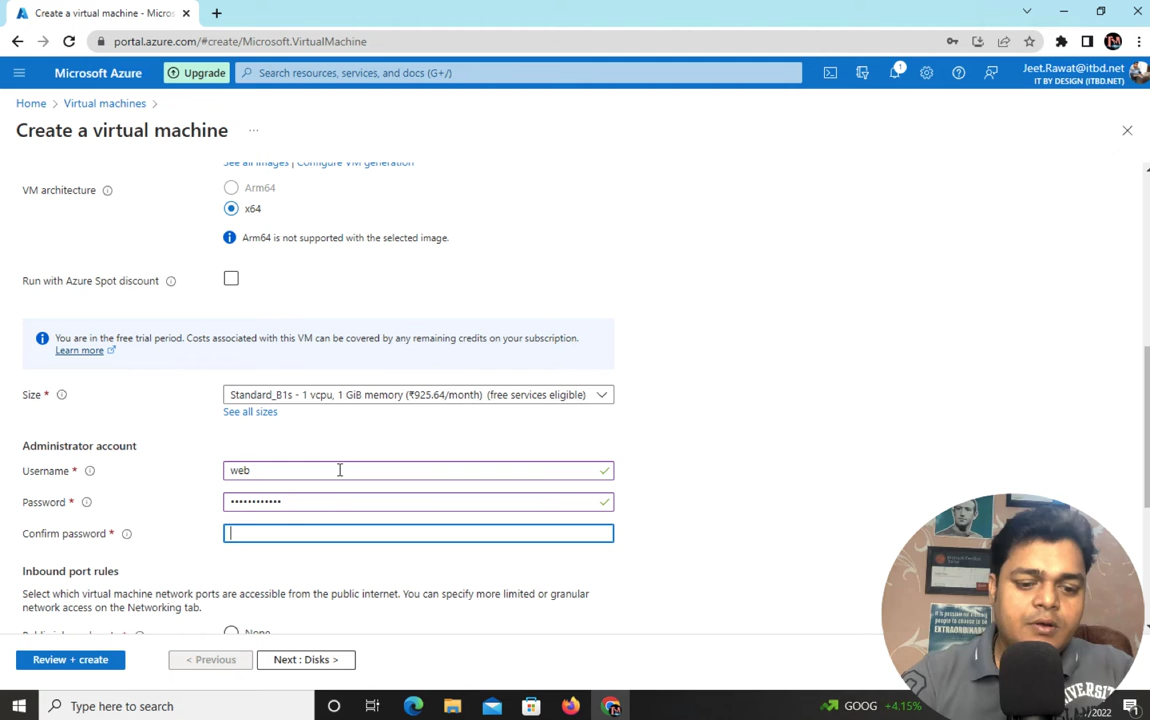 Create a virtual machine - Micros
portal.azure.com/#create/Microsoft.VirtualMachine
Microsoft Azure
Upgrade
Search resources, services, and docs (G+/)
1
Jeet.Rawat@itbd.net
IT BY DESIGN (ITBD.NET)
Home > Virtual machines >
Create a virtual machine ...
See all images | Configure VM generation
VM architecture
Arm64
x64
Arm64 is not supported with the selected image.
Run with Azure Spot discount
You are in the free trial period. Costs associated with this VM can be covered by any remaining credits on your subscription.
Learn more
Size *
Standard_B1s - 1 vcpu, 1 GiB memory (₹925.64/month) (free services eligible)
See all sizes
Administrator account
Username *
web
Password *
••••••••••••
Confirm password *
Inbound port rules
Select which virtual machine network ports are accessible from the public internet. You can specify more limited or granular
network access on the Networking tab.
None
Review + create
< Previous
Next : Disks >
EXTRAORDINARY
Type here to search
GOOG +4.15%
/2022
1